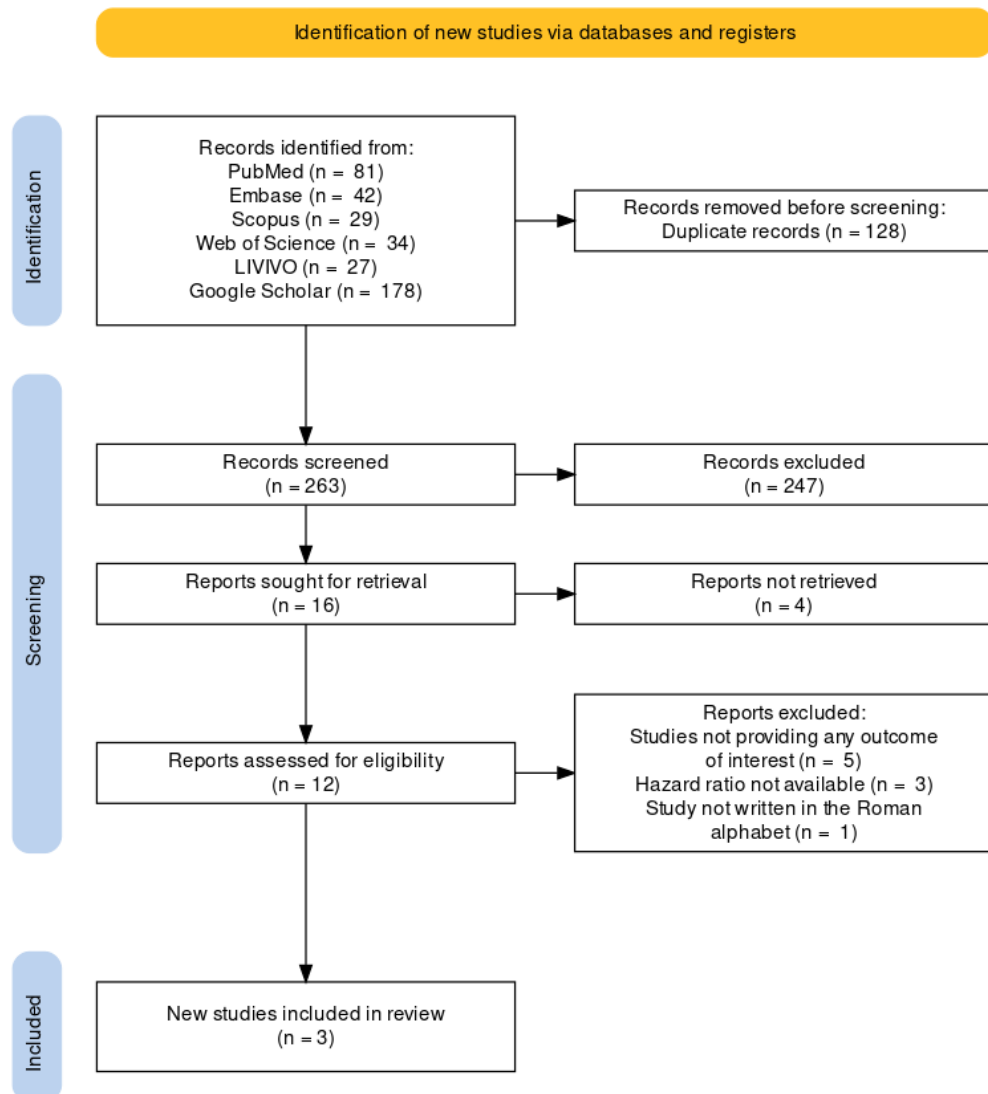 Identification of new studies via databases and registers
Identification
Records identified from:
PubMed (n = 81)
Embase (n = 42)
Scopus (n = 29)
Web of Science (n = 34)
LIVIVO (n = 27)
Google Scholar (n = 178)
Records removed before screening:
Duplicate records (n = 128)
Screening
Records screened
(n = 263)
Records excluded
(n = 247)
Reports sought for retrieval
(n = 16)
Reports not retrieved
(n = 4)
Reports assessed for eligibility
(n = 12)
Reports excluded:
Studies not providing any outcome
of interest (n = 5)
Hazard ratio not available (n = 3)
Study not written in the Roman
alphabet (n = 1)
Included
New studies included in review
(n = 3)